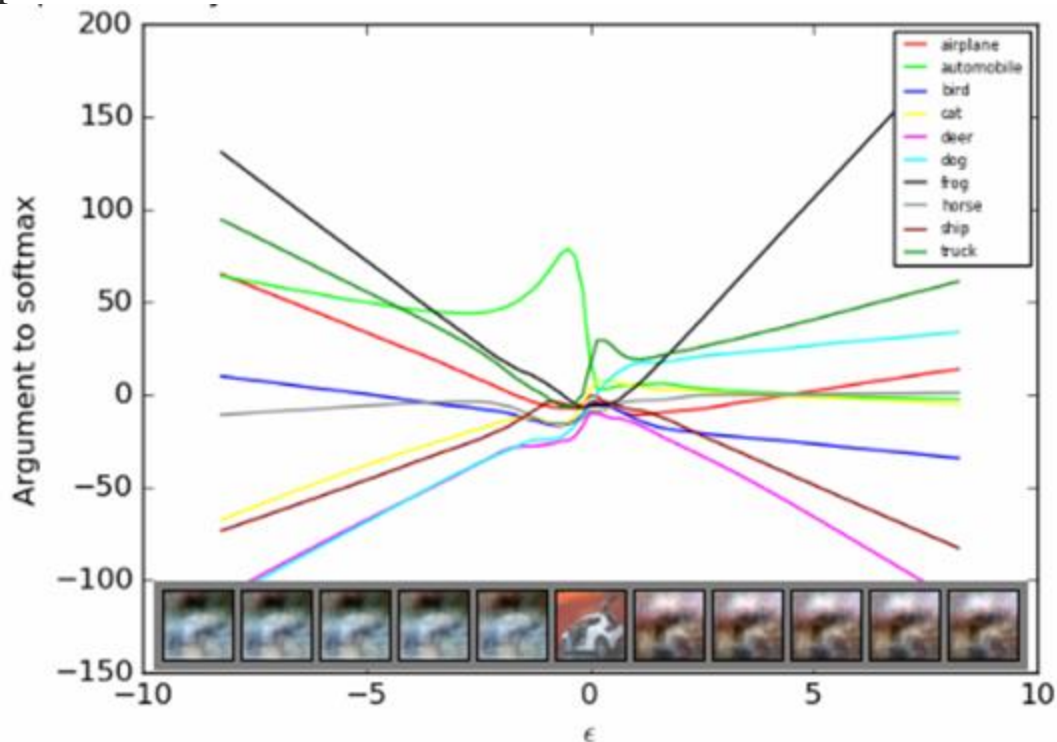 200
150
100
50
0
−50
−100
−150
−10
−5
0
5
10
Argument to softmax
ϵ
airplane
automobile
bird
cat
deer
dog
frog
horse
ship
truck